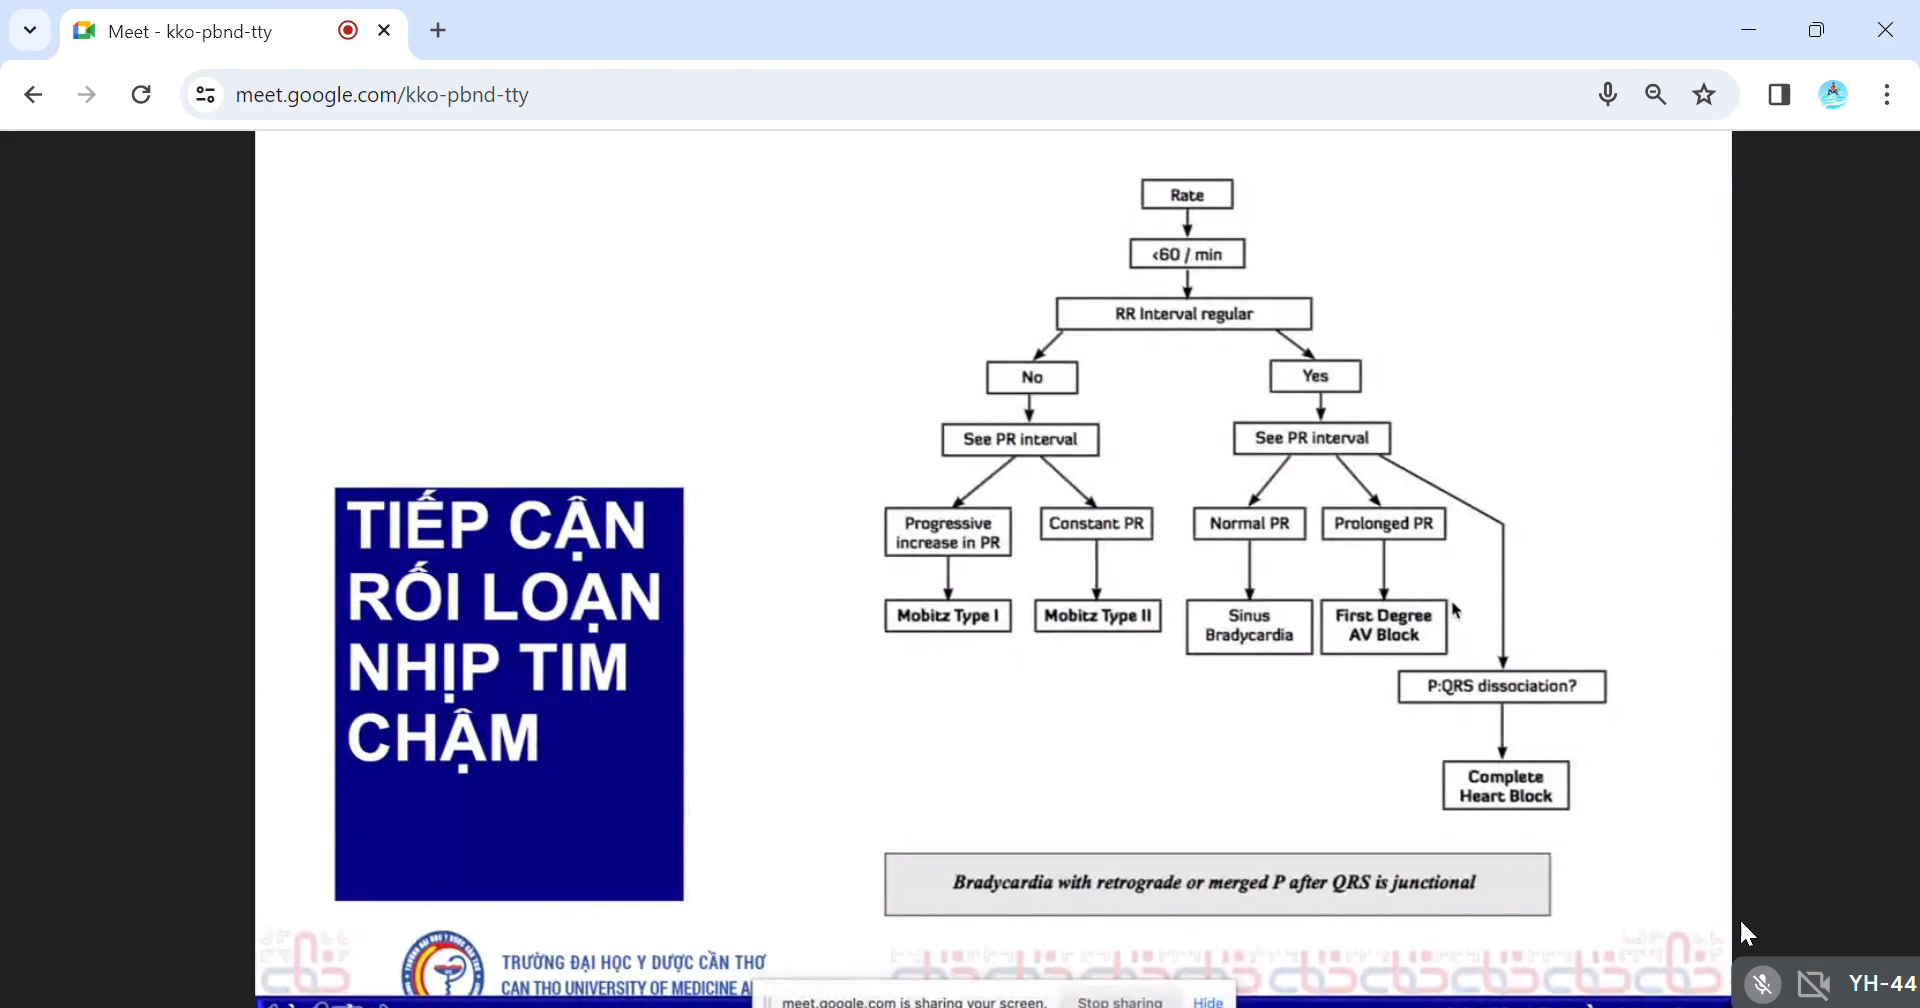 Meet - kko-pbnd-tty
meet.google.com/kko-pbnd-tty
Rate
<60 / min
RR Interval regular
No
Yes
See PR interval
See PR interval
Progressive
increase in PR
Constant PR
Normal PR
Prolonged PR
Mobitz Type I
Mobitz Type II
Sinus
Bradycardia
First Degree
AV Block
P:QRS dissociation?
Complete
Heart Block
TIẾP CẬN
RỐI LOẠN
NHỊP TIM
CHẬM
Bradycardia with retrograde or merged P after QRS is junctional
TRƯỜNG ĐẠI HỌC Y DƯỢC CẦN THƠ
CAN THO UNIVERSITY OF MEDICINE
meet.google.com is sharing your screen.
Stop sharing
Hide
YH-44